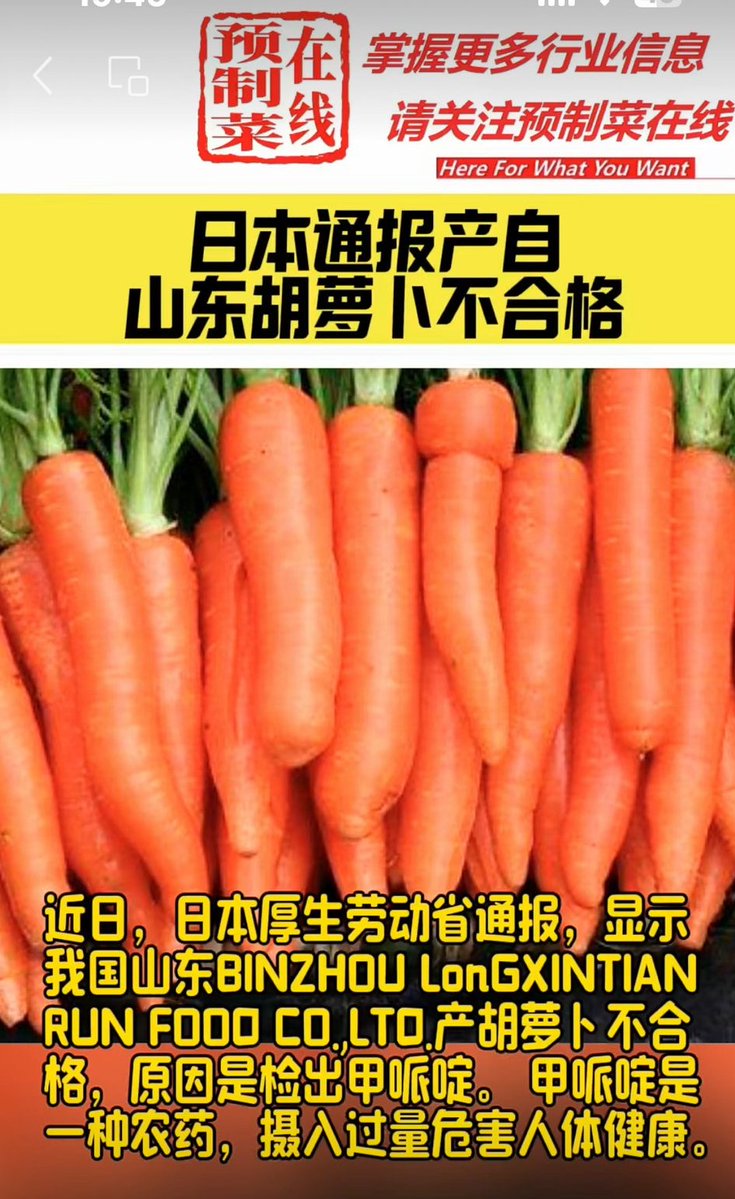 预制菜
在线
掌握更多行业信息
请关注预制菜在线
Here For What You Want
日本通报产自
山东胡萝卜不合格
近日，日本厚生劳动省通报，显示
我国山东BINZHOU LonGXINTIAN
RUN FOOD CO.,LTD.产胡萝卜不合
格，原因是检出甲哌啶。甲哌啶是
一种农药，摄入过量危害人体健康。